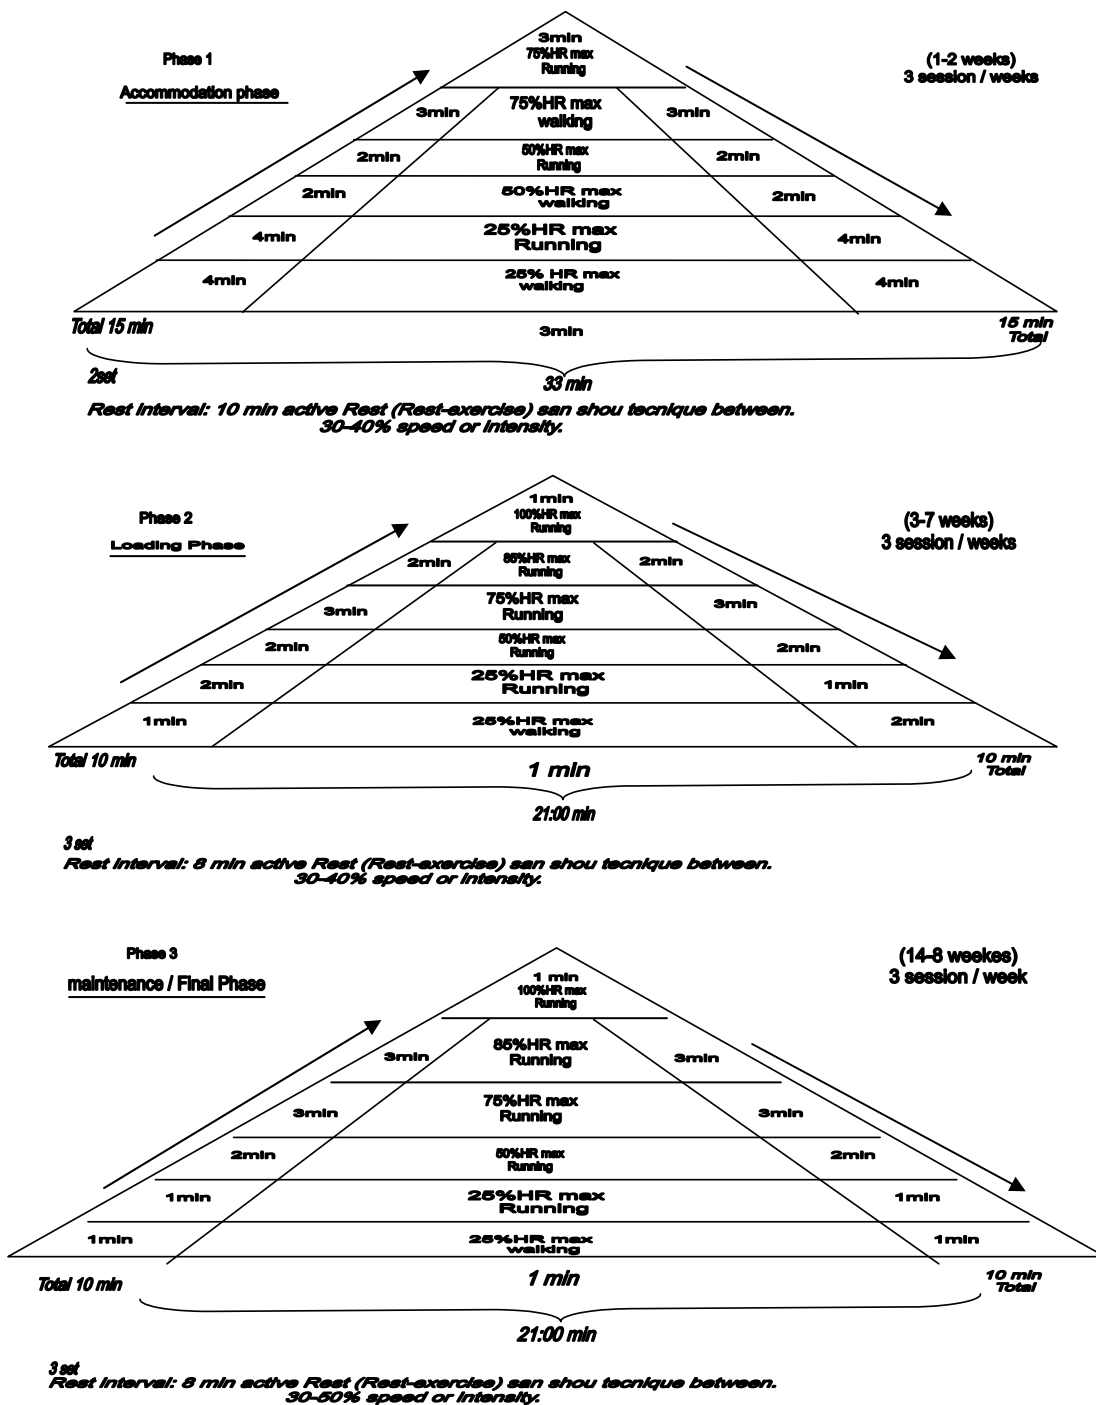 Phase 1
Accommodation phase
(1-2 weeks)
3 session / weeks
3min
75%HR max
Running
3min
75%HR max
walking
3min
2min
50%HR max
Running
2min
2min
50%HR max
walking
2min
4min
25%HR max
Running
4min
4min
25% HR max
walking
4min
Total 15 min
3min
15 min
Total
2set
33 min
Rest interval: 10 min active Rest (Rest-exercise) san shou tecnique between.
30-40% speed or intensity.
Phase 2
Loading Phase
(3-7 weeks)
3 session / weeks
1min
100%HR max
Running
2min
85%HR max
Running
2min
3min
75%HR max
Running
3min
2min
50%HR max
Running
2min
2min
25%HR max
Running
1min
1min
25%HR max
walking
2min
Total 10 min
1 min
10 min
Total
21:00 min
3 set
Rest interval: 8 min active Rest (Rest-exercise) san shou tecnique between.
30-40% speed or intensity.
Phase 3
maintenance / Final Phase
(14-8 weekes)
3 session / week
1 min
100%HR max
Running
3min
85%HR max
Running
3min
3min
75%HR max
Running
3min
2min
50%HR max
Running
2min
1min
25%HR max
Running
1min
1min
25%HR max
walking
1min
Total 10 min
1 min
10 min
Total
21:00 min
3 set
Rest interval: 8 min active Rest (Rest-exercise) san shou tecnique between.
30-50% speed or intensity.